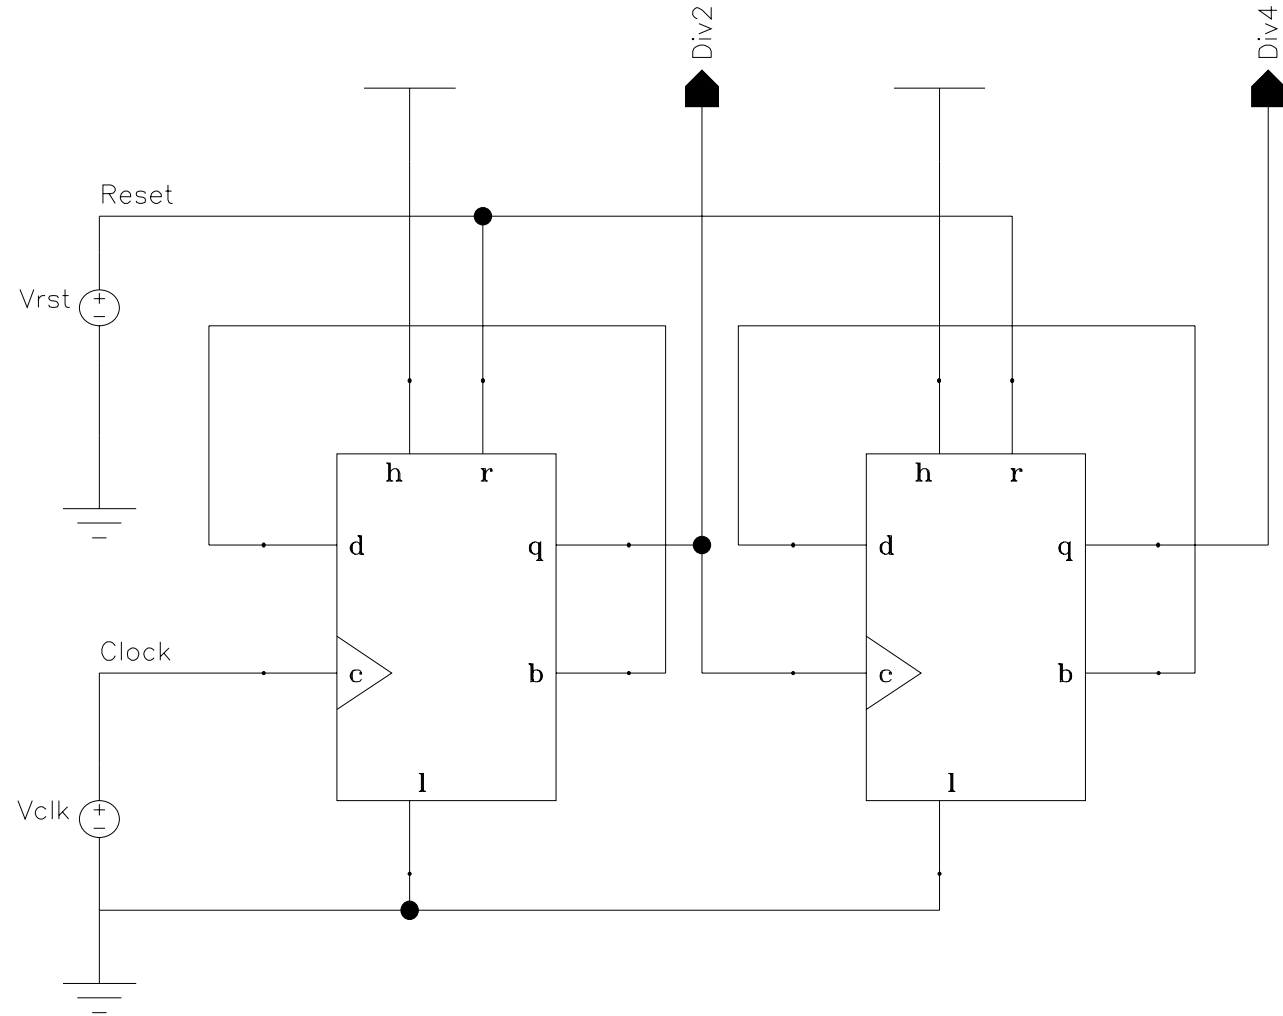 Div2
Div4
Reset
Vrst
+
−
h
r
h
r
d
q
d
q
Clock
c
b
c
b
l
l
Vclk
+
−